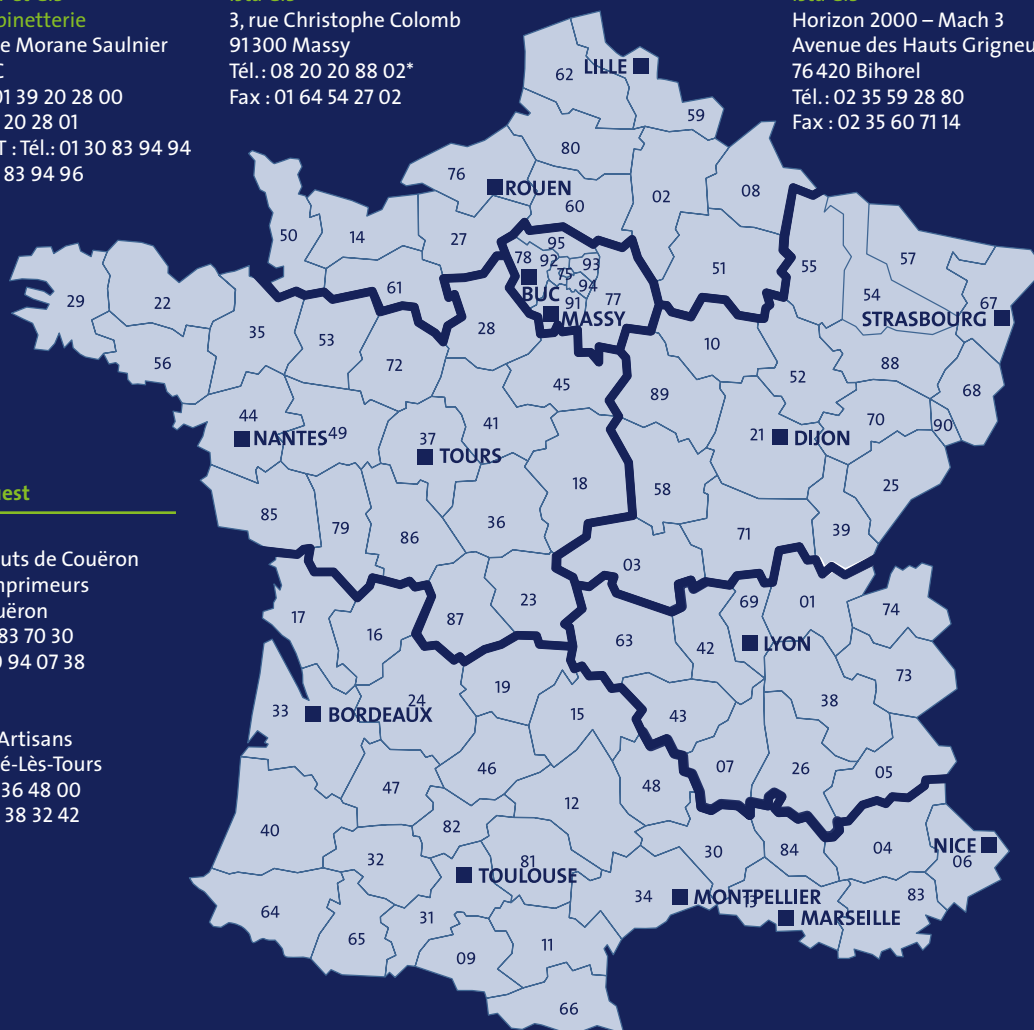 binetterie
e Morane Saulnier
C
01 39 20 28 00
20 28 01
T : Tél.: 01 30 83 94 94
83 94 96
3, rue Christophe Colomb
91300 Massy
Tél.: 08 20 20 88 02*
Fax : 01 64 54 27 02
Horizon 2000 – Mach 3
Avenue des Hauts Grigneu
76420 Bihorel
Tél.: 02 35 59 28 80
Fax : 02 35 60 71 14
62
LILLE
59
80
76
ROUEN
02
08
60
50
14
27
95
78
92
93
75
94
BUC
91
77
MASSY
51
55
57
54
67
STRASBOURG
61
29
22
35
53
28
56
72
10
52
88
68
45
89
44
NANTES
49
37
TOURS
41
21
DIJON
70
90
18
58
25
85
79
86
36
71
39
03
17
16
87
23
63
42
69
01
74
LYON
73
19
24
33
BORDEAUX
15
43
38
47
46
48
07
26
05
40
82
12
32
81
TOULOUSE
30
84
04
NICE
06
34
MONTPELLIER
13
MARSEILLE
83
64
65
31
09
11
66
uest
uts de Couëron
mprimeurs
uëron
83 70 30
0 94 07 38
Artisans
é-Lès-Tours
36 48 00
38 32 42